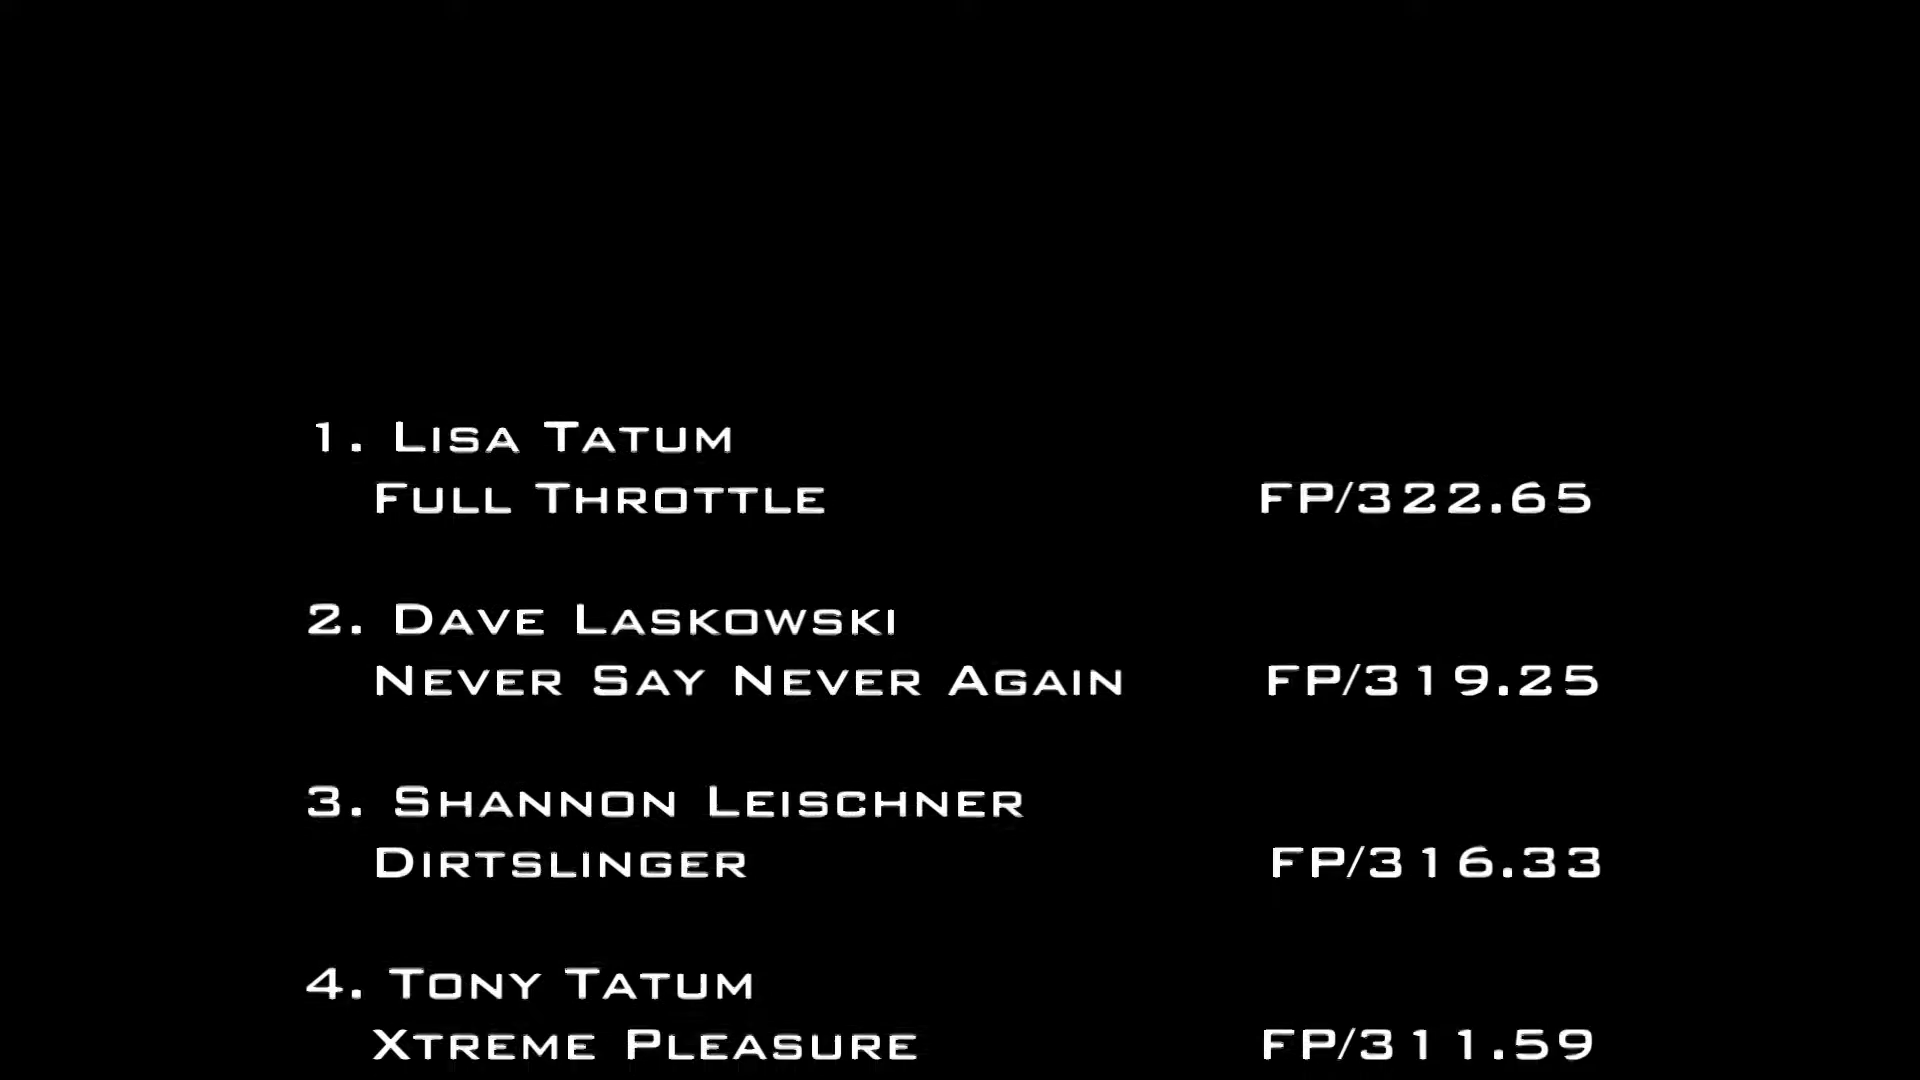 1. Lisa Tatum
Full Throttle FP/322.65
2. Dave Laskowski
Never Say Never Again FP/319.25
3. Shannon Leischner
Dirtslinger FP/316.33
4. Tony Tatum
Xtreme Pleasure FP/311.59